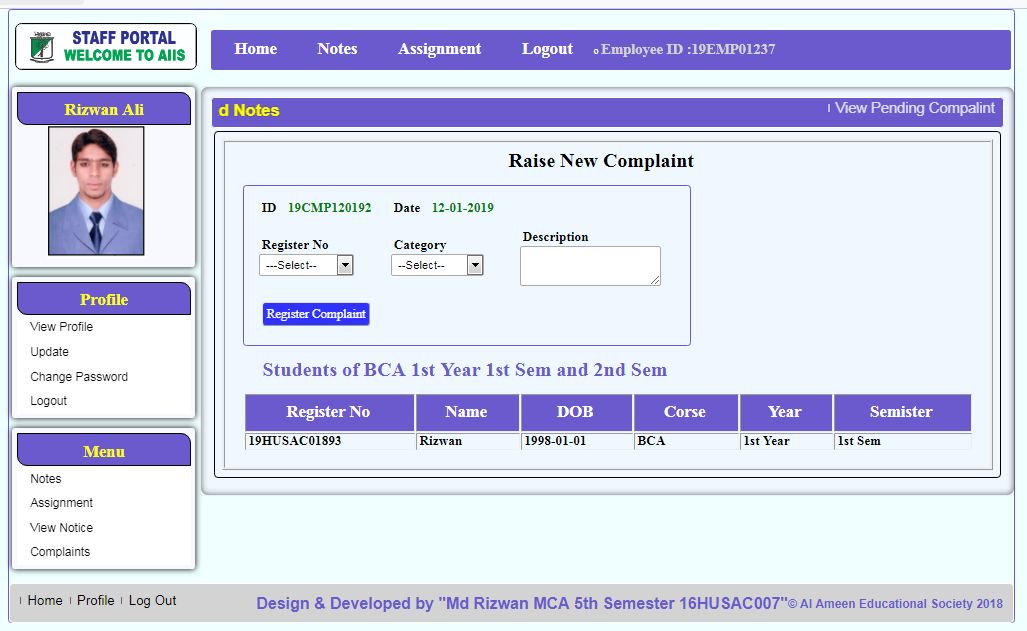 STAFF PORTAL
WELCOME TO AIIS
Home Notes Assignment Logout Employee ID :19EMP01237
Rizwan Ali
Profile
View Profile
Update
Change Password
Logout
Menu
Notes
Assignment
View Notice
Complaints
d Notes
View Pending Compalint
Raise New Complaint
ID 19CMP120192 Date 12-01-2019
Register No Category Description
---Select-- --Select--
Register Complaint
Students of BCA 1st Year 1st Sem and 2nd Sem
Register No Name DOB Corse Year Semister
19HUSAC01893 Rizwan 1998-01-01 BCA 1st Year 1st Sem
Home Profile Log Out
Design & Developed by "Md Rizwan MCA 5th Semester 16HUSAC007"© Al Ameen Educational Society 2018